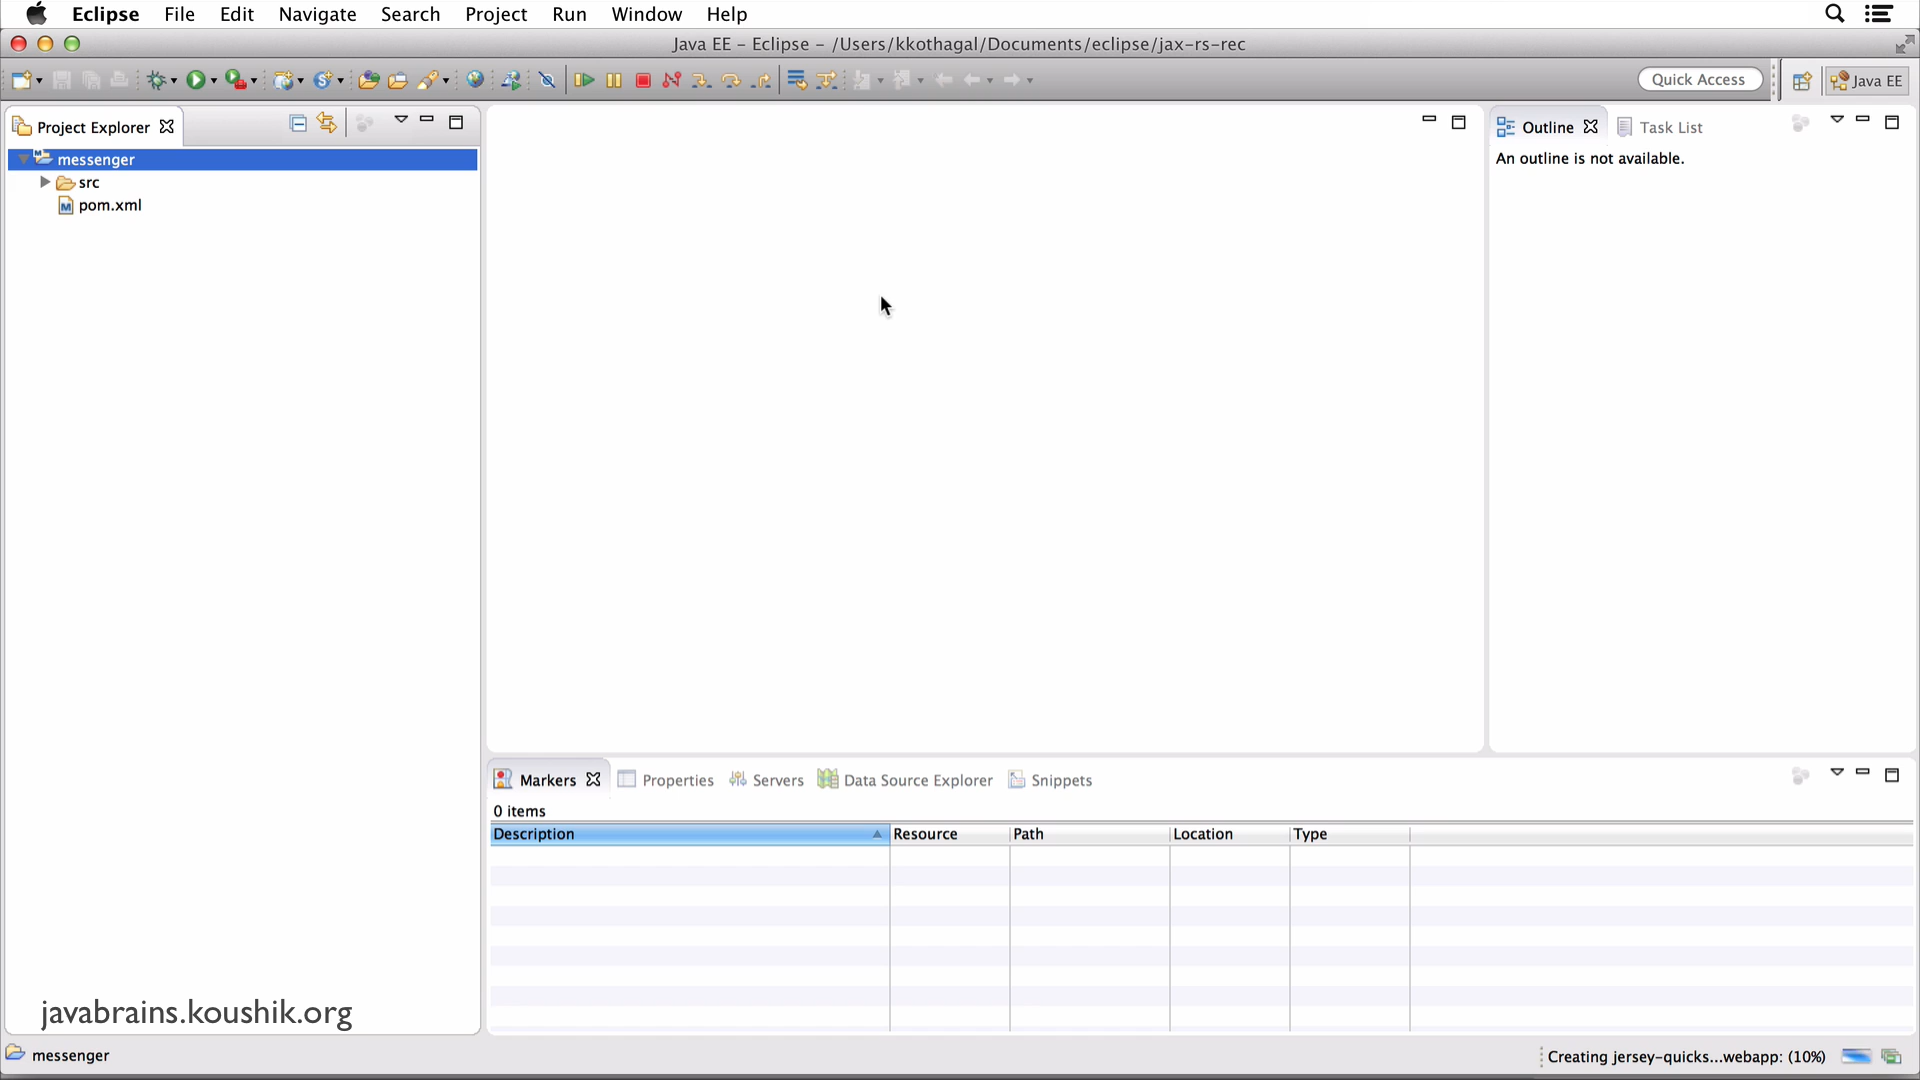 Eclipse File Edit Navigate Search Project Run Window Help
Java EE – Eclipse – /Users/kkothagal/Documents/eclipse/jax-rs-rec
Quick Access
Java EE
Project Explorer
messenger
src
pom.xml
Outline
Task List
An outline is not available.
Markers
Properties
Servers
Data Source Explorer
Snippets
0 items
Description Resource Path Location Type
javabrains.koushik.org
messenger
Creating jersey-quicks...webapp: (10%)